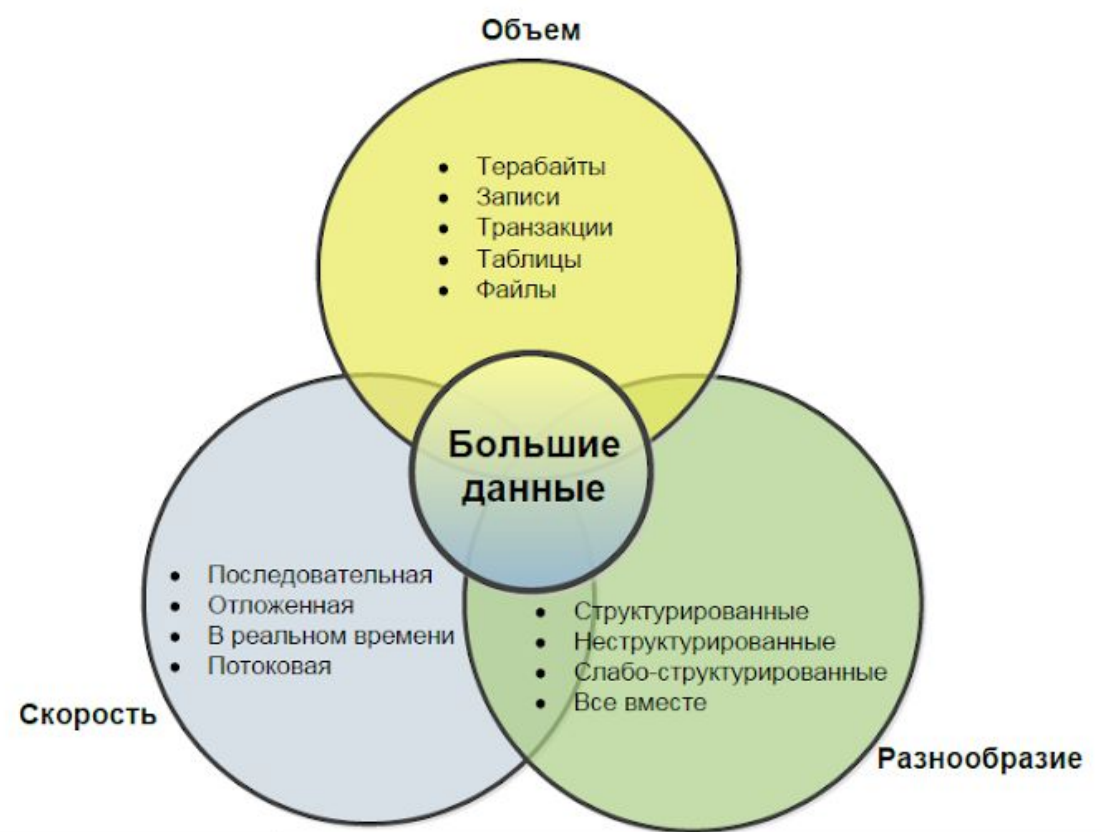 Объем
• Терабайты
• Записи
• Транзакции
• Таблицы
• Файлы
Большие
данные
• Последовательная
• Отложенная
• В реальном времени
• Потоковая
Скорость
• Структурированные
• Неструктурированные
• Слабо-структурированные
• Все вместе
Разнообразие